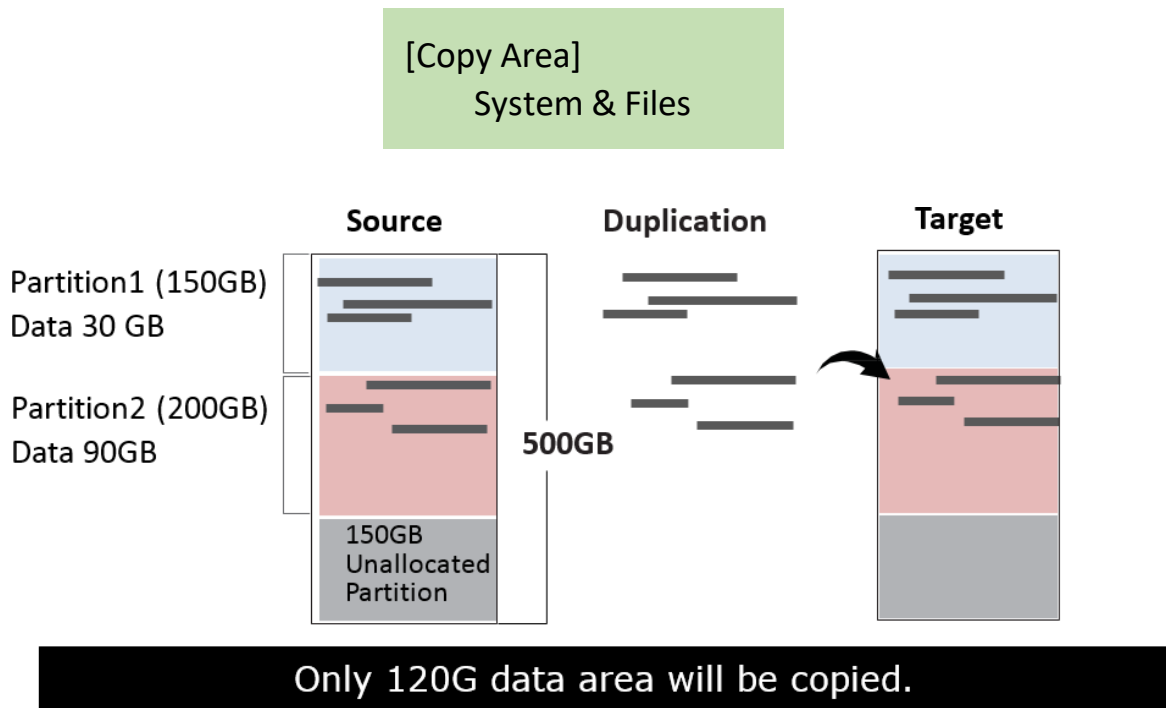 [Copy Area]
System & Files
Source
Duplication
Target
Partition1 (150GB)
Data 30 GB
Partition2 (200GB)
Data 90GB
500GB
150GB
Unallocated
Partition
Only 120G data area will be copied.